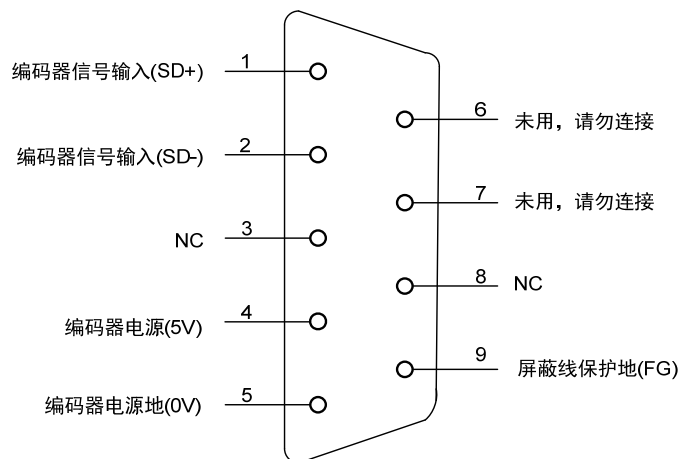 编码器信号输入(SD+) 1
6 未用，请勿连接
编码器信号输入(SD-) 2
7 未用，请勿连接
NC 3
8 NC
编码器电源(5V) 4
9 屏蔽线保护地(FG)
编码器电源地(0V) 5